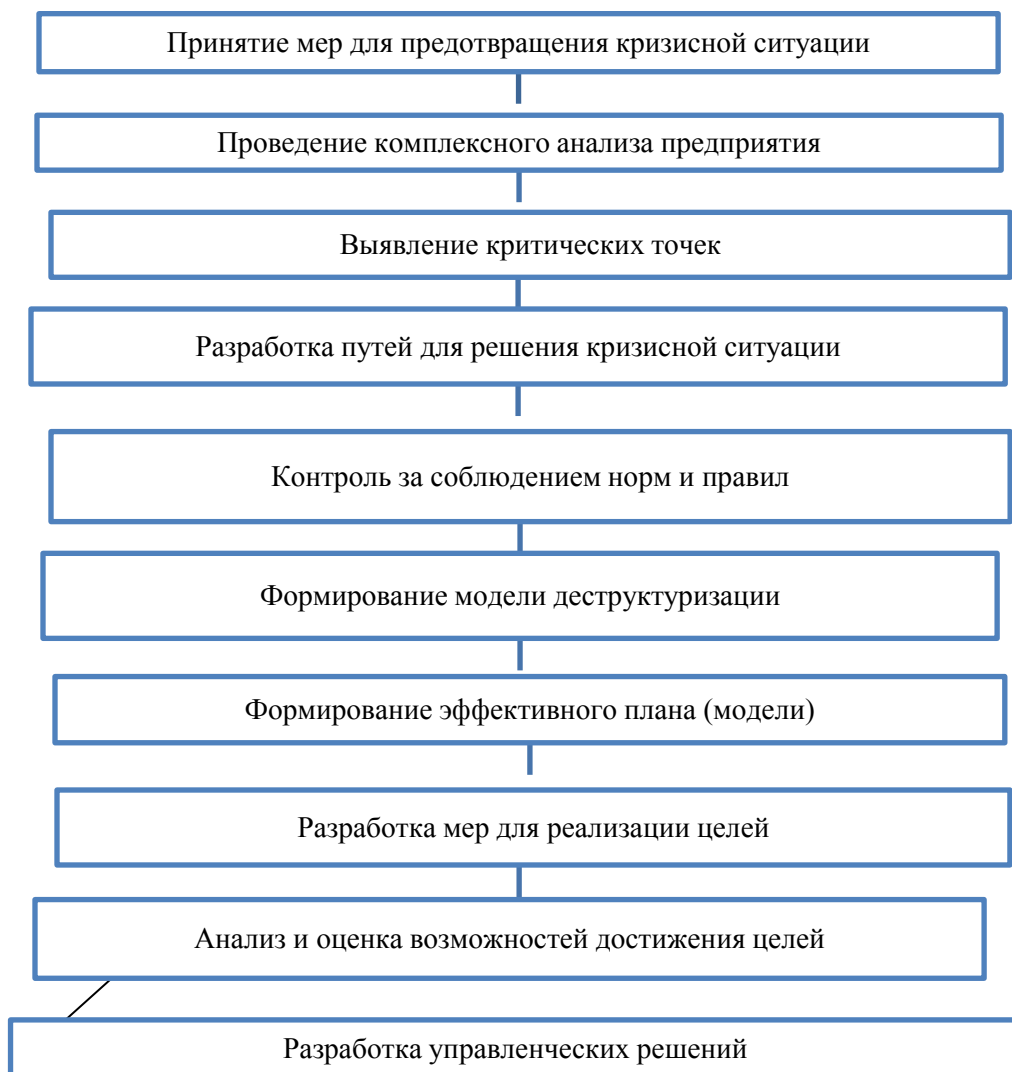 Принятие мер для предотвращения кризисной ситуации
Проведение комплексного анализа предприятия
Выявление критических точек
Разработка путей для решения кризисной ситуации
Контроль за соблюдением норм и правил
Формирование модели деструктуризации
Формирование эффективного плана (модели)
Разработка мер для реализации целей
Анализ и оценка возможностей достижения целей
Разработка управленческих решений